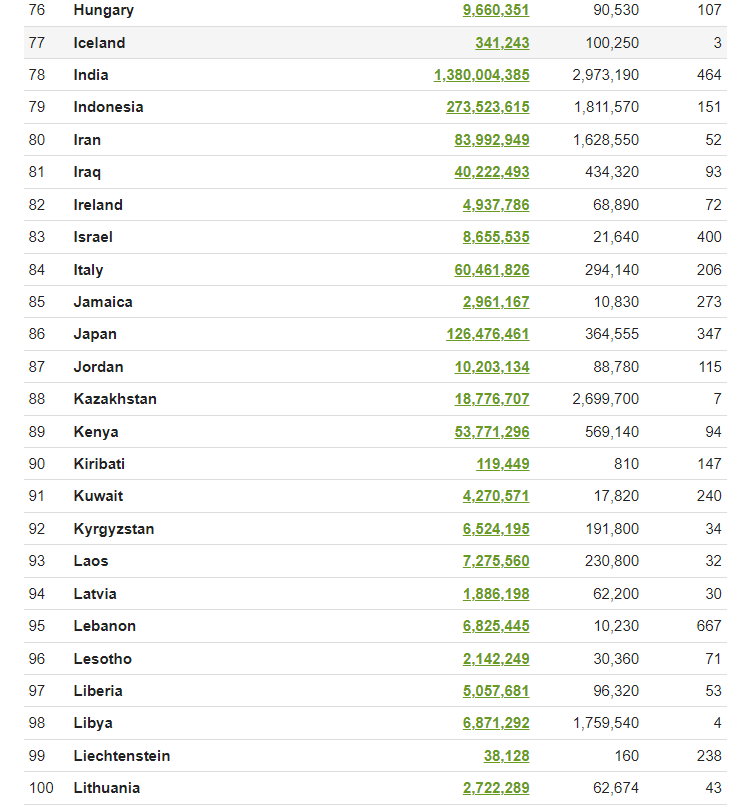 76 Hungary 9,660,351 90,530 107
77 Iceland 341,243 100,250 3
78 India 1,380,004,385 2,973,190 464
79 Indonesia 273,523,615 1,811,570 151
80 Iran 83,992,949 1,628,550 52
81 Iraq 40,222,493 434,320 93
82 Ireland 4,937,786 68,890 72
83 Israel 8,655,535 21,640 400
84 Italy 60,461,826 294,140 206
85 Jamaica 2,961,167 10,830 273
86 Japan 126,476,461 364,555 347
87 Jordan 10,203,134 88,780 115
88 Kazakhstan 18,776,707 2,699,700 7
89 Kenya 53,771,296 569,140 94
90 Kiribati 119,449 810 147
91 Kuwait 4,270,571 17,820 240
92 Kyrgyzstan 6,524,195 191,800 34
93 Laos 7,275,560 230,800 32
94 Latvia 1,886,198 62,200 30
95 Lebanon 6,825,445 10,230 667
96 Lesotho 2,142,249 30,360 71
97 Liberia 5,057,681 96,320 53
98 Libya 6,871,292 1,759,540 4
99 Liechtenstein 38,128 160 238
100 Lithuania 2,722,289 62,674 43